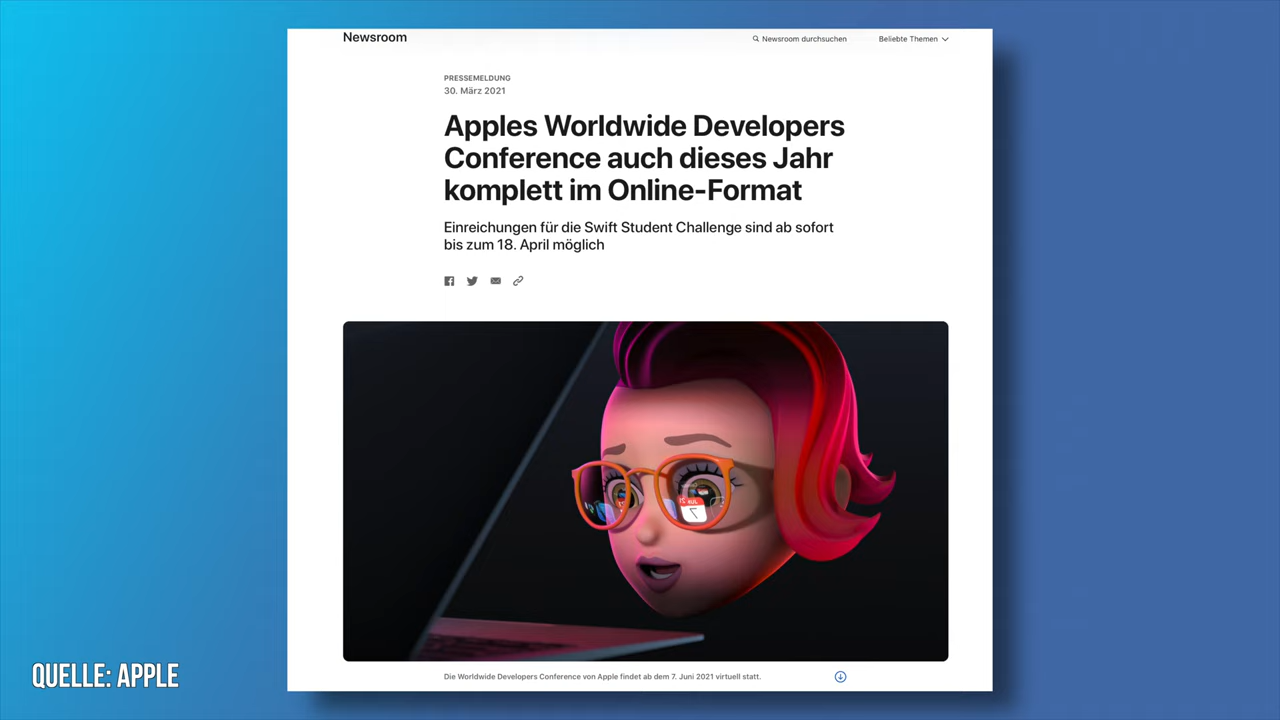 Newsroom
Newsroom durchsuchen
Beliebte Themen
PRESSEMELDUNG
30. März 2021
Apples Worldwide Developers
Conference auch dieses Jahr
komplett im Online-Format
Einreichungen für die Swift Student Challenge sind ab sofort
bis zum 18. April möglich
Die Worldwide Developers Conference von Apple findet ab dem 7. Juni 2021 virtuell statt.
QUELLE: APPLE